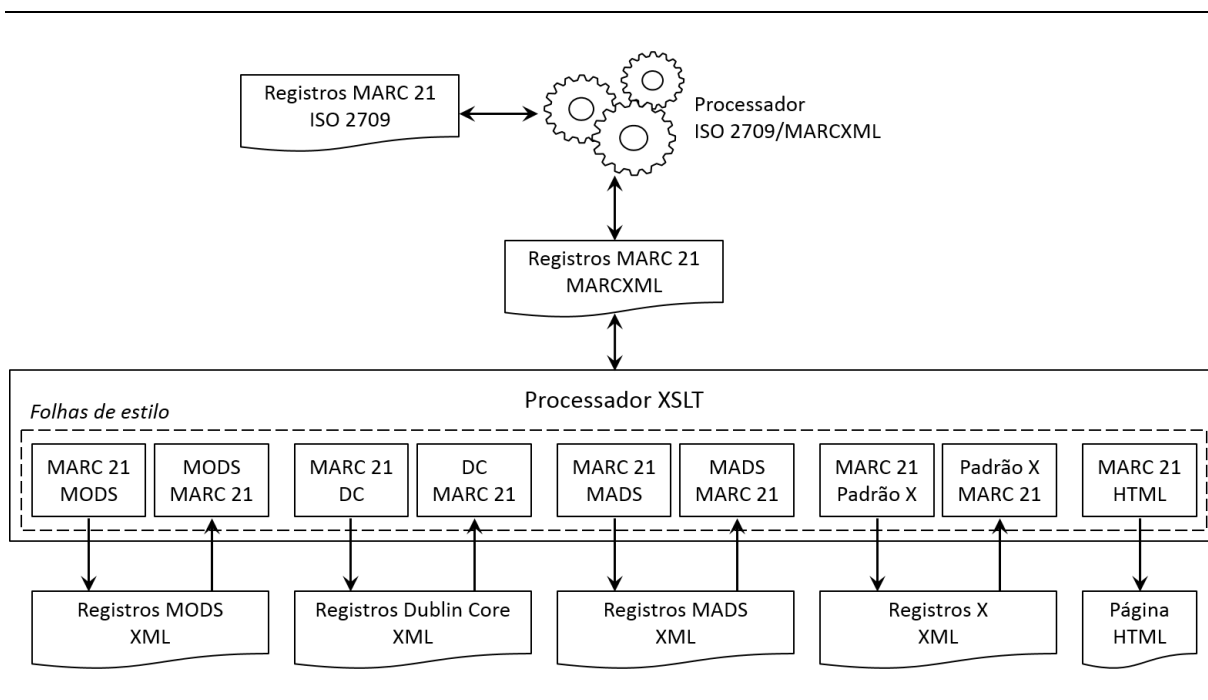 Registros MARC 21
ISO 2709
Processador
ISO 2709/MARCXML
Registros MARC 21
MARCXML
Processador XSLT
Folhas de estilo
MARC 21
MODS
MODS
MARC 21
MARC 21
DC
DC
MARC 21
MARC 21
MADS
MADS
MARC 21
MARC 21
Padrão X
Padrão X
MARC 21
MARC 21
HTML
Registros MODS
XML
Registros Dublin Core
XML
Registros MADS
XML
Registros X
XML
Página
HTML